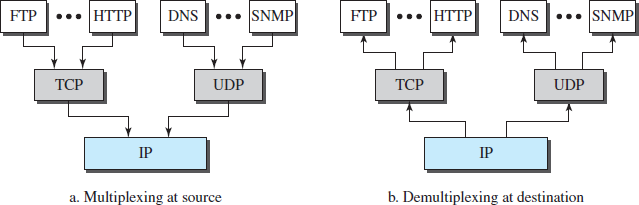 FTP ••• HTTP DNS ••• SNMP FTP ••• HTTP DNS ••• SNMP
TCP UDP TCP UDP
IP IP
a. Multiplexing at source b. Demultiplexing at destination